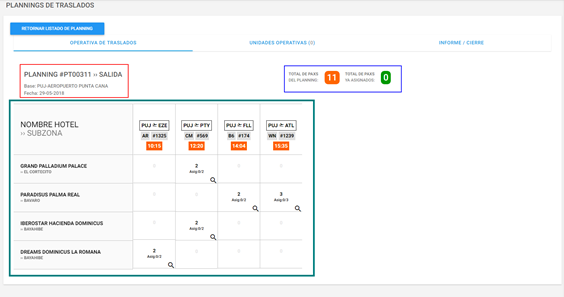 PLANNINGS DE TRASLADOS
RETORNAR LISTADO DE PLANNING
OPERATIVA DE TRASLADOS
UNIDADES OPERATIVAS (0)
INFORME / CIERRE
PLANNING #PT00311 ›› SALIDA
Base: PUJ-AEROPUERTO PUNTA CANA
Fecha: 29-05-2018
TOTAL DE PAXS
DEL PLANNING
11
TOTAL DE PAXS
YA ASIGNADOS:
0
NOMBRE HOTEL
›› SUBZONA
PUJ EZE
AR #1325
10:15
PUJ PTY
CM #569
12:20
PUJ FLL
B6 #174
14:04
PUJ ATL
WN #1239
15:35
GRAND PALLADIUM PALACE
›› EL CORTECITO
0
2
Asig:0/2
0
0
PARADISUS PALMA REAL
›› BAVARO
0
0
2
Asig:0/2
3
Asig:0/3
IBEROSTAR HACIENDA DOMINICUS
›› BAYAHIBE
0
2
Asig:0/2
0
0
DREAMS DOMINICUS LA ROMANA
›› BAYAHIBE
2
Asig:0/2
0
0
0